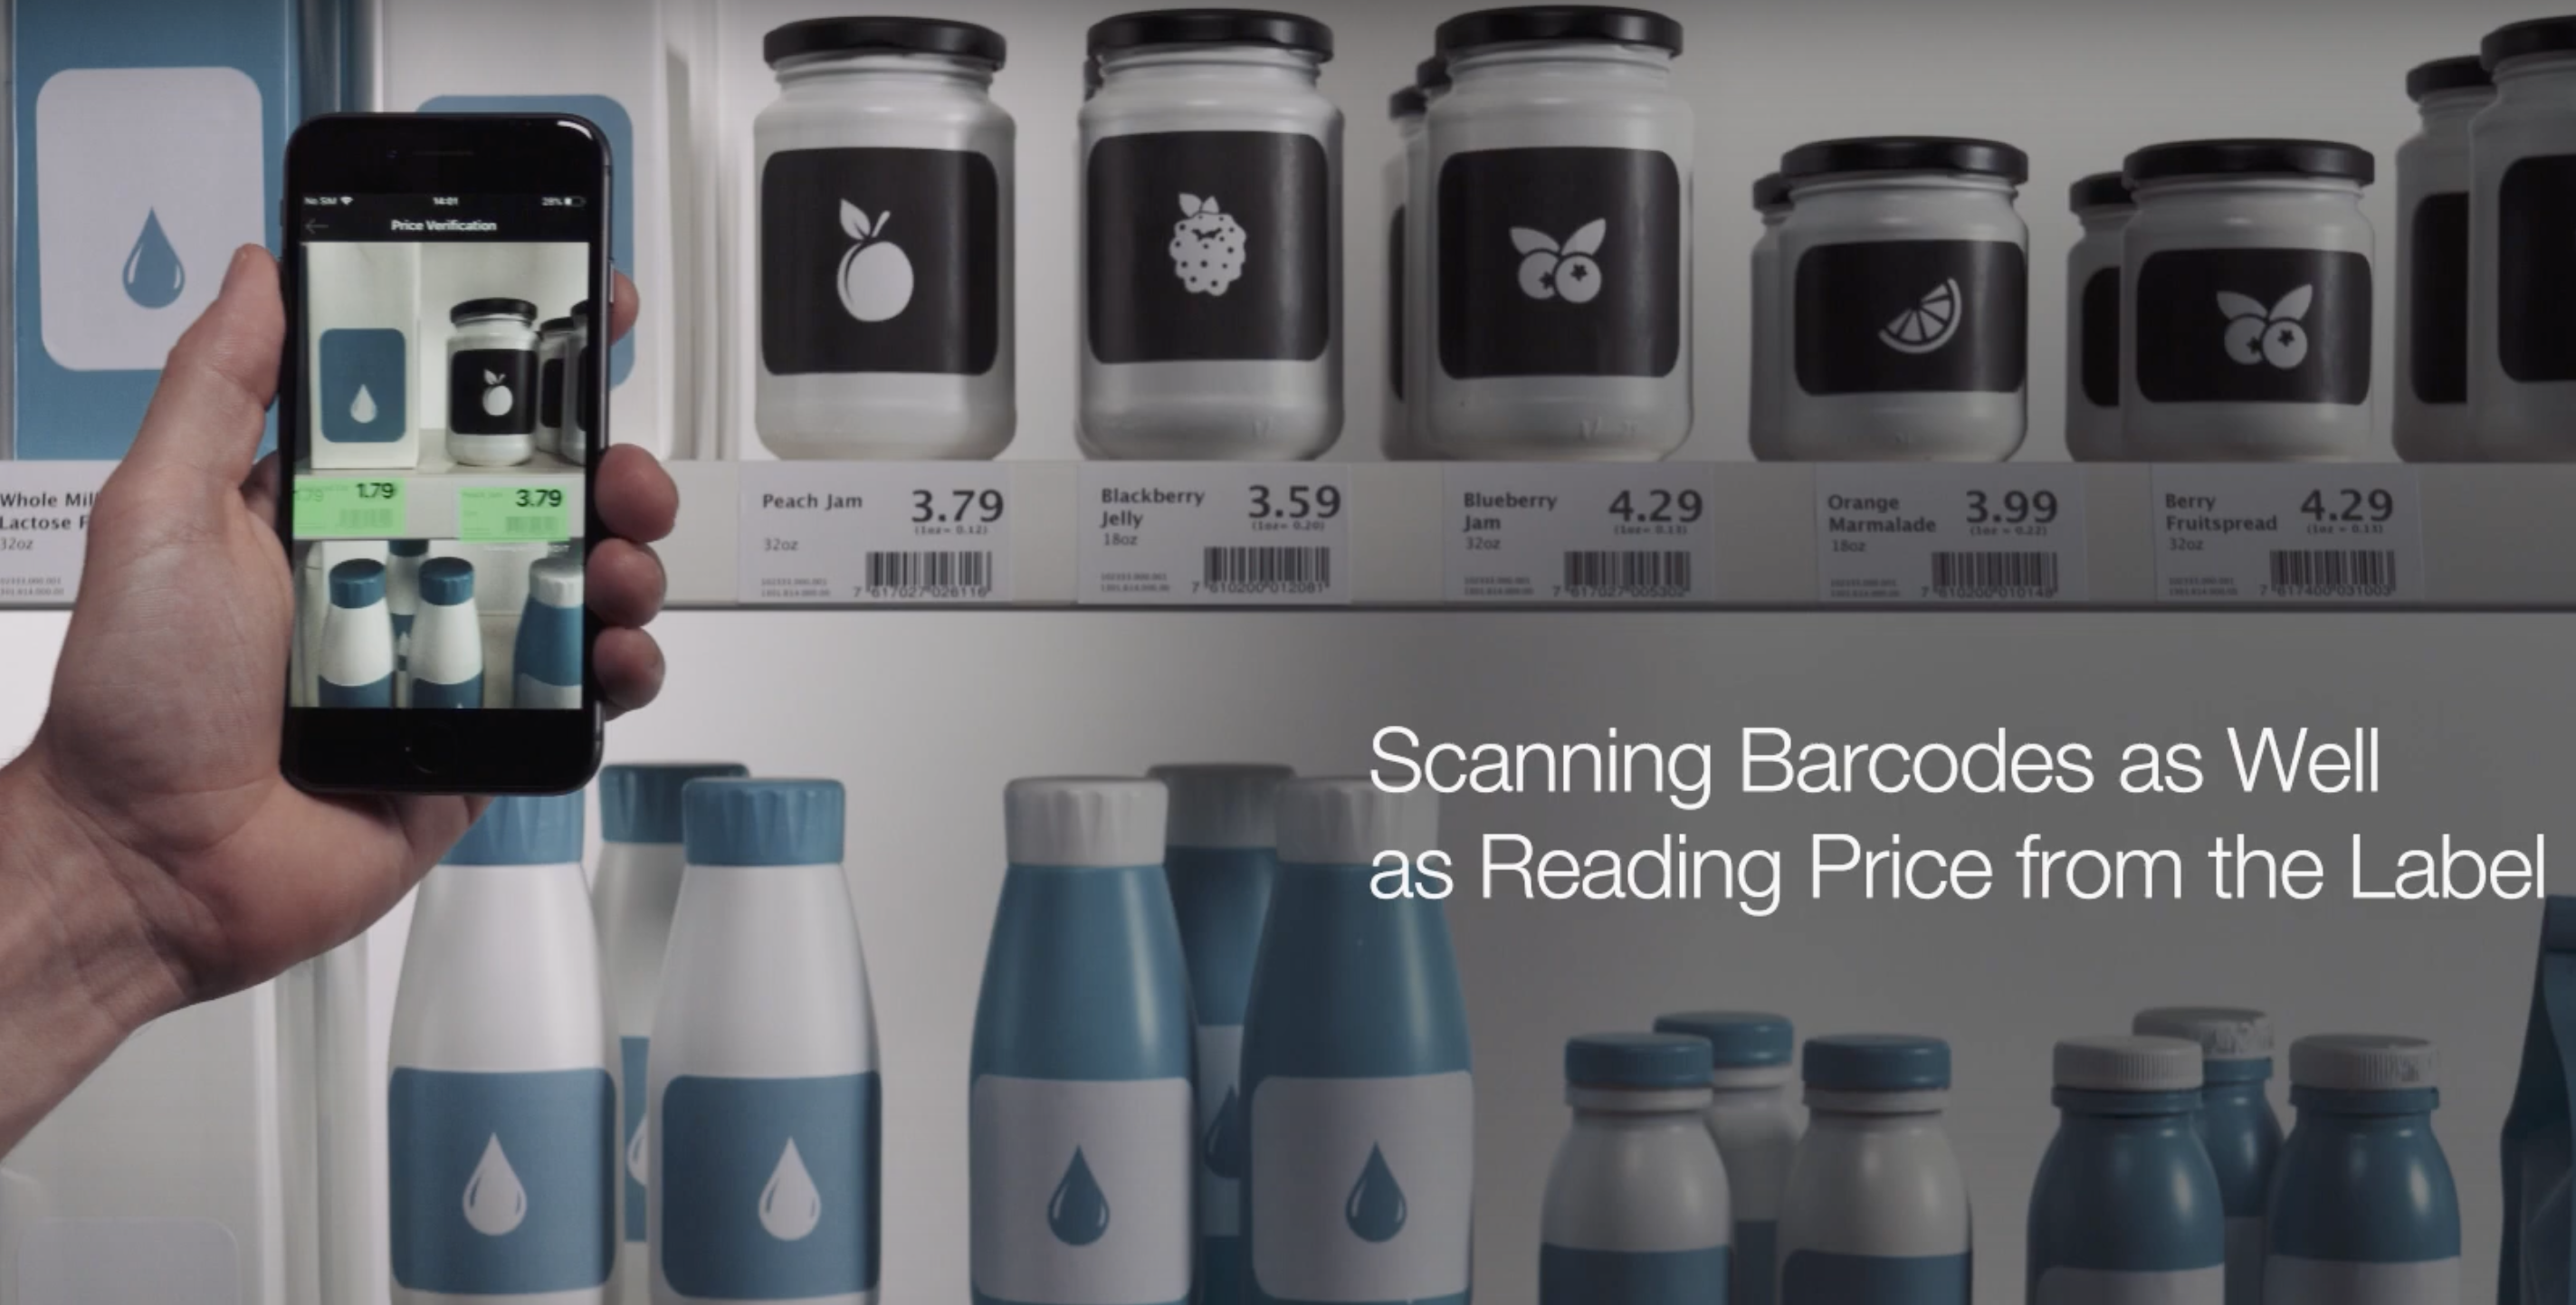 No SIM 14:01 28%
Price Verification
1.79
3.79
Whole Mil
Lactose F
32oz
Peach Jam 3.79
(1oz= 0.12)
32oz
7 617027 026116
Blackberry 3.59
Jelly (1oz= 0.20)
18oz
7 610200 012081
Blueberry 4.29
Jam (1oz= 0.13)
32oz
7 617027 005302
Orange 3.99
Marmalade (1oz = 0.22)
18oz
7 610200 010148
Berry 4.29
Fruitspread (1oz = 0.13)
32oz
7 617400 031003
Scanning Barcodes as Well
as Reading Price from the Label